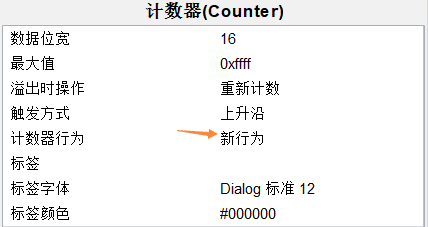 计数器(Counter)
数据位宽 16
最大值 0xffff
溢出时操作 重新计数
触发方式 上升沿
计数器行为 新行为
标签
标签字体 Dialog 标准 12
标签颜色 #000000